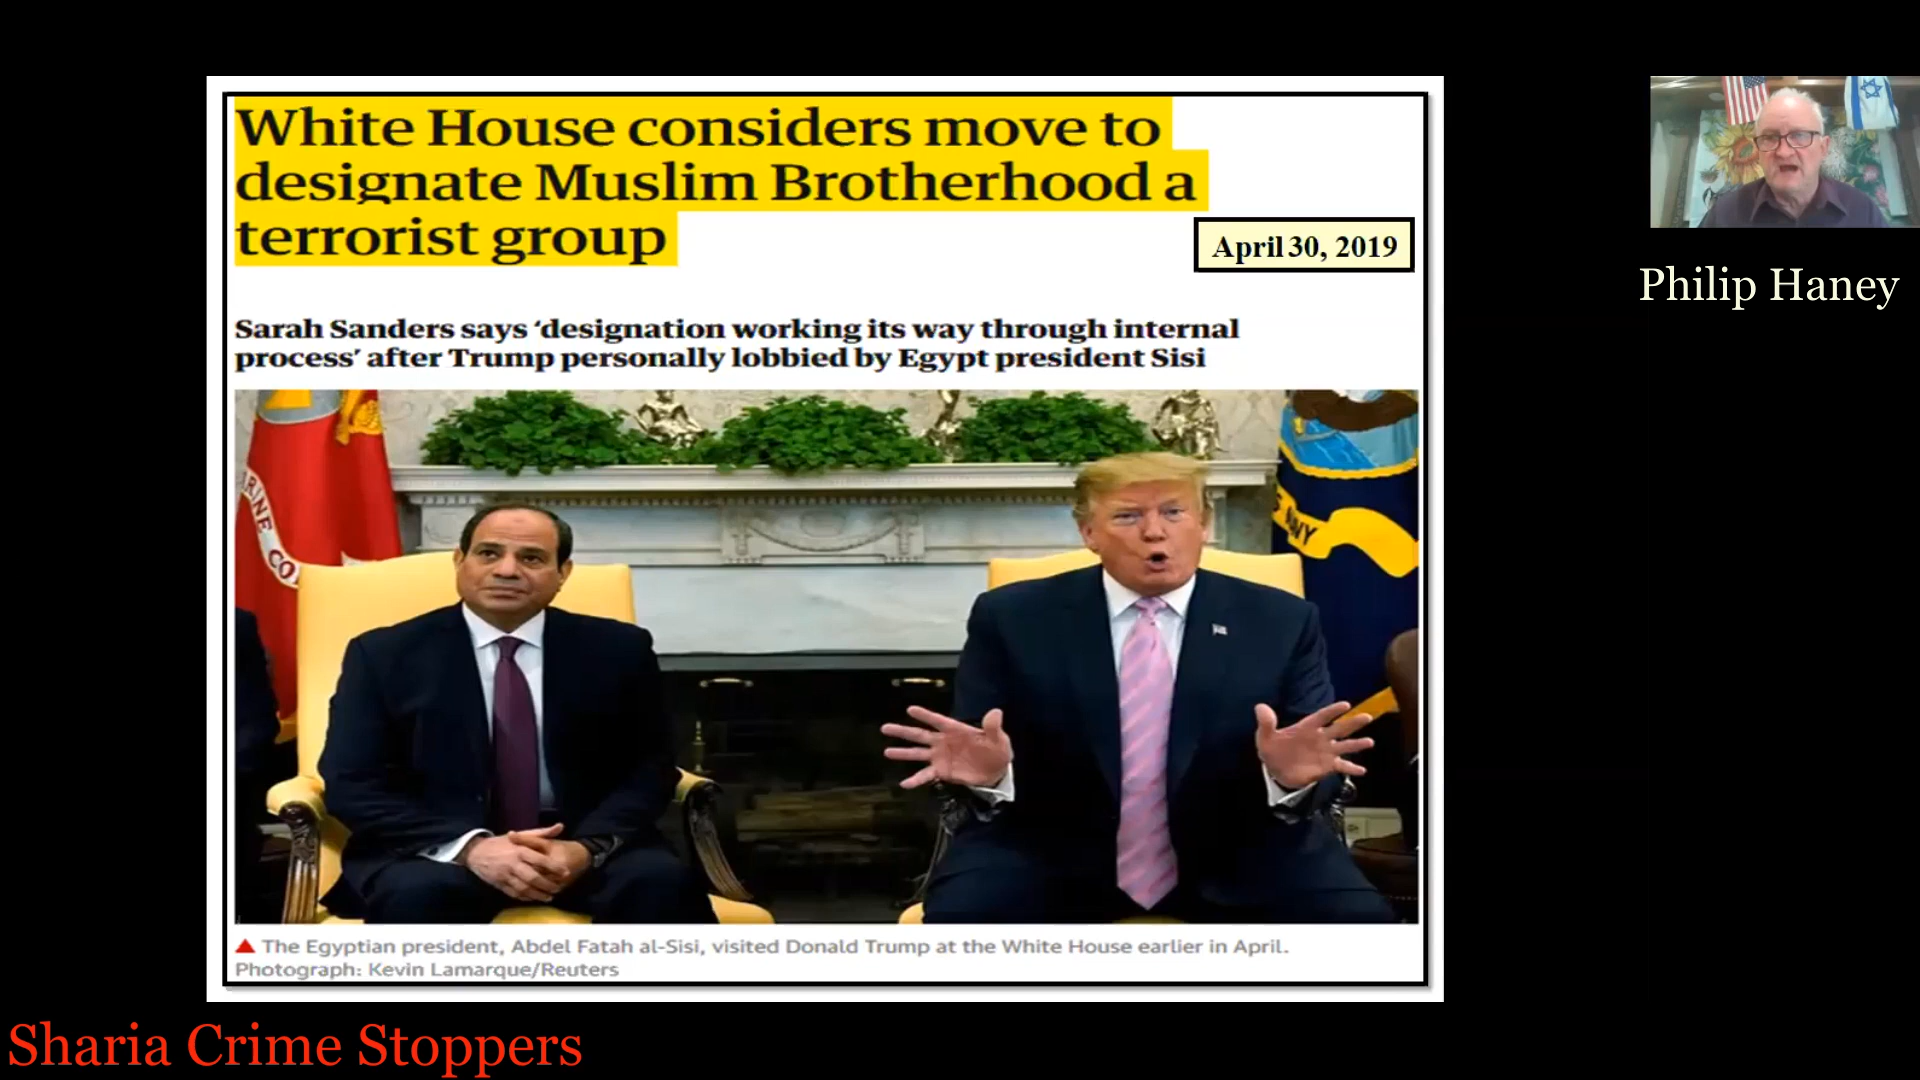 White House considers move to
designate Muslim Brotherhood a
terrorist group
April 30, 2019
Sarah Sanders says ‘designation working its way through internal
process’ after Trump personally lobbied by Egypt president Sisi
RINE CO
NAVY
▲ The Egyptian president, Abdel Fatah al-Sisi, visited Donald Trump at the White House earlier in April.
Photograph: Kevin Lamarque/Reuters
Philip Haney
Sharia Crime Stoppers